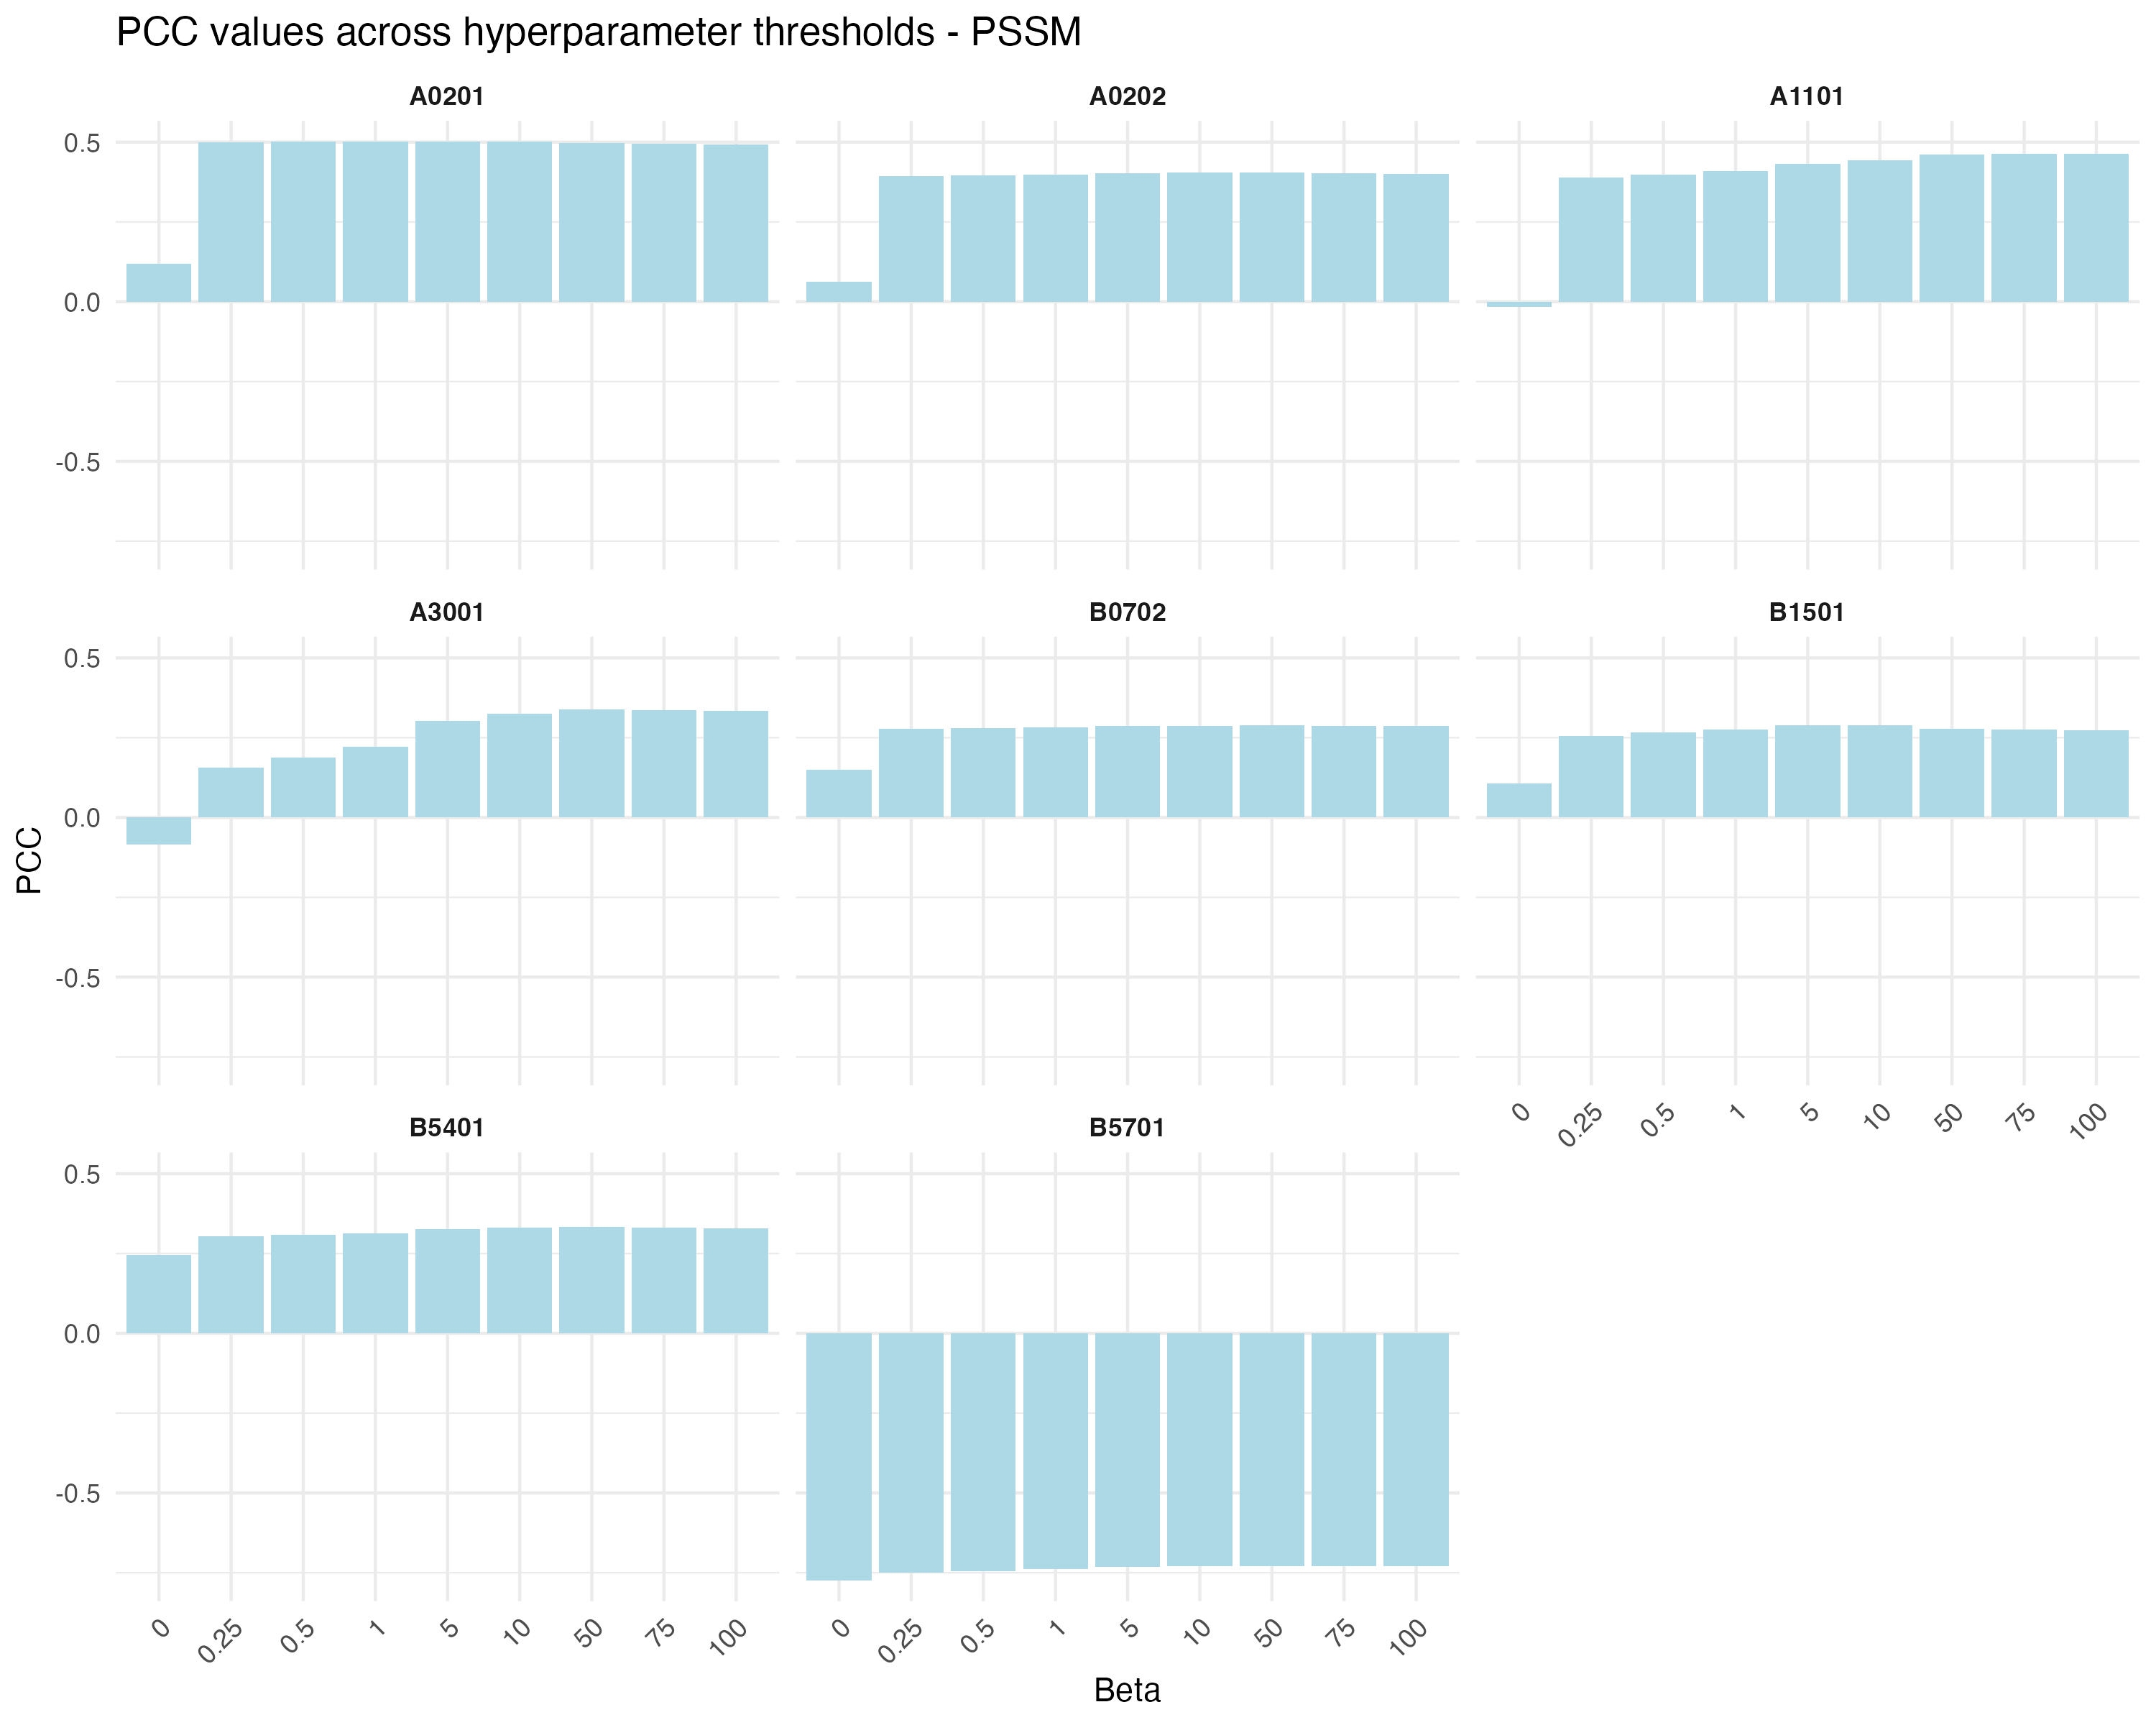 PCC values across hyperparameter thresholds - PSSM
A0201 A0202 A1101
0.5
0.0
-0.5
A3001 B0702 B1501
0.5
0.0
-0.5
PCC
0 0.25 0.5 1 5 10 50 75 100
B5401 B5701
0.5
0.0
-0.5
0 0.25 0.5 1 5 10 50 75 100 0 0.25 0.5 1 5 10 50 75 100
Beta